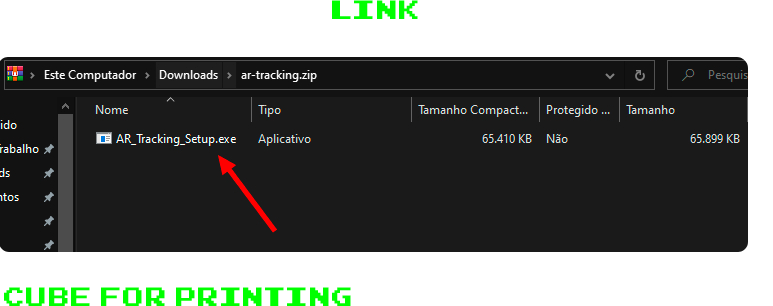 LINK
Este Computador > Downloads > ar-tracking.zip
Pesquis
Nome Tipo Tamanho Compact... Protegido ... Tamanho
ido
AR_Tracking_Setup.exe Aplicativo 65.410 KB Não 65.899 KB
rabalho
ds
ntos
CUBE FOR PRINTING